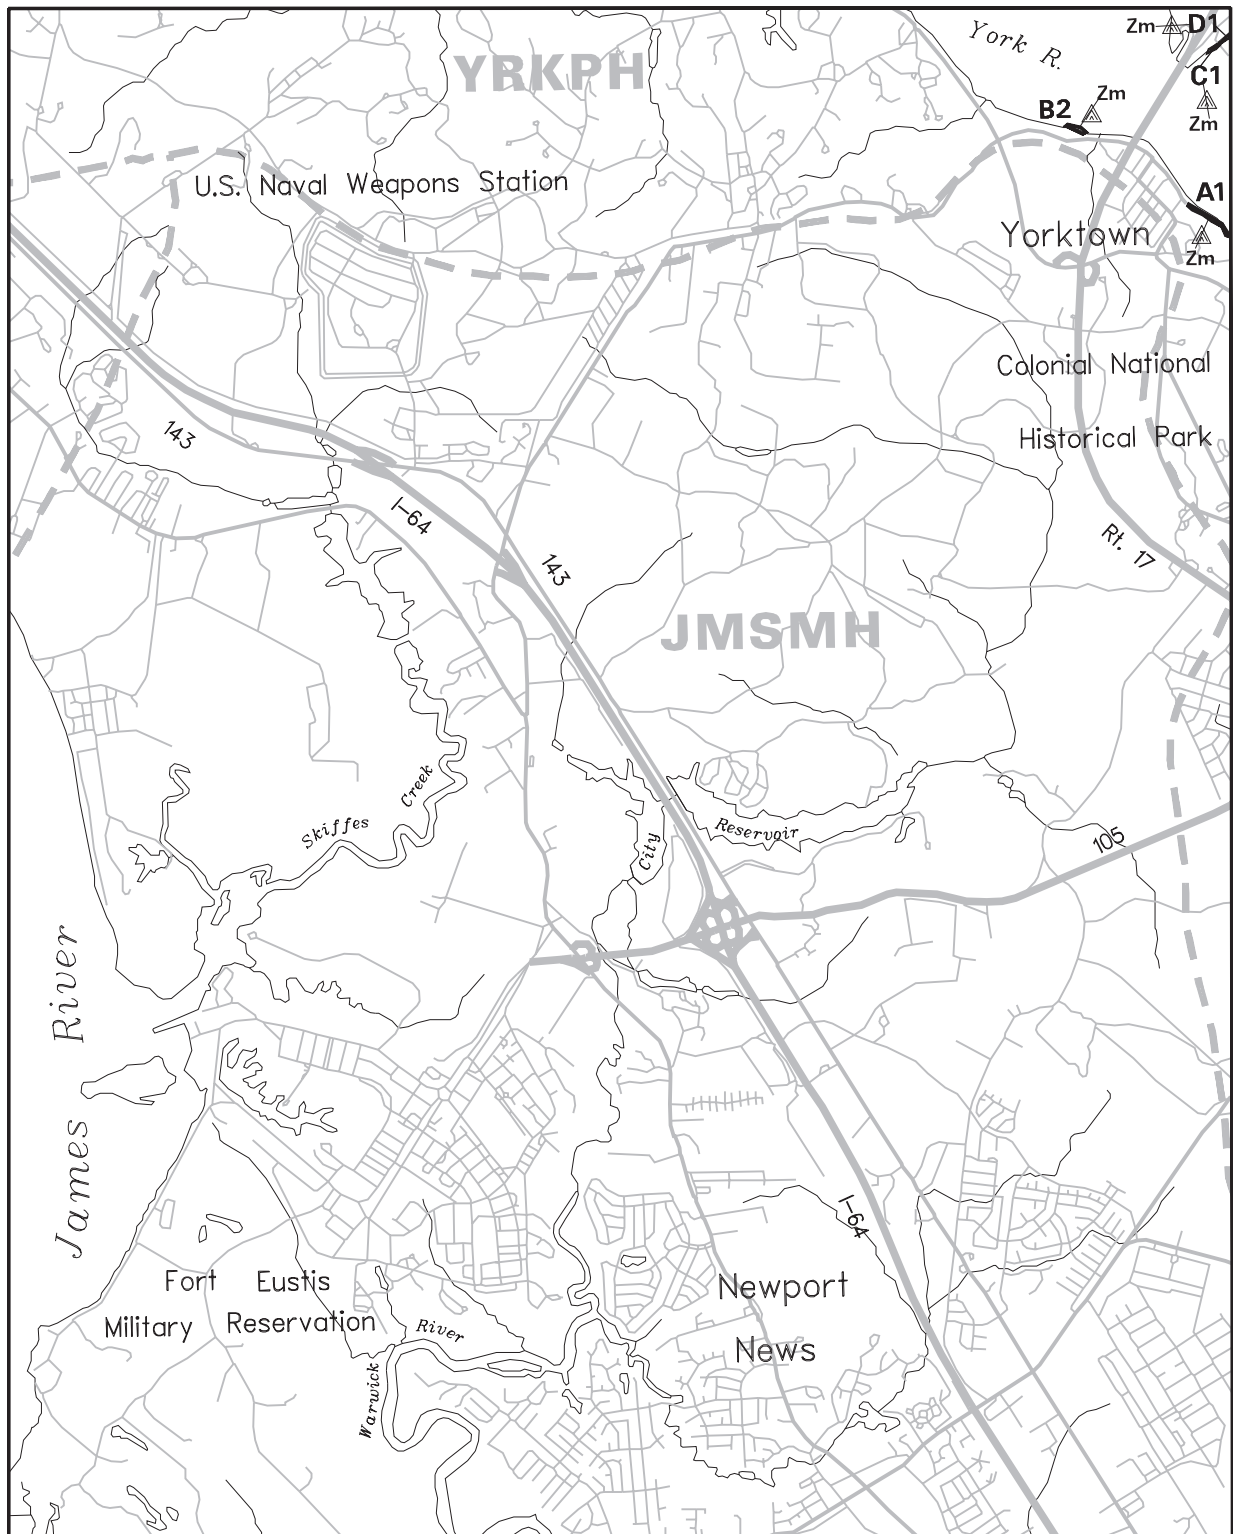 York R.
Zm D1
C1
Zm
Zm
B2
YRKPH
U.S. Naval Weapons Station
A1
Yorktown
Zm
Colonial National
Historical Park
143
I-64
143
Rt. 17
JMSMH
Creek
Skiffes
Reservoir
City
105
James River
I-64
Fort Eustis
Military Reservation
River
Warwick
Newport
News